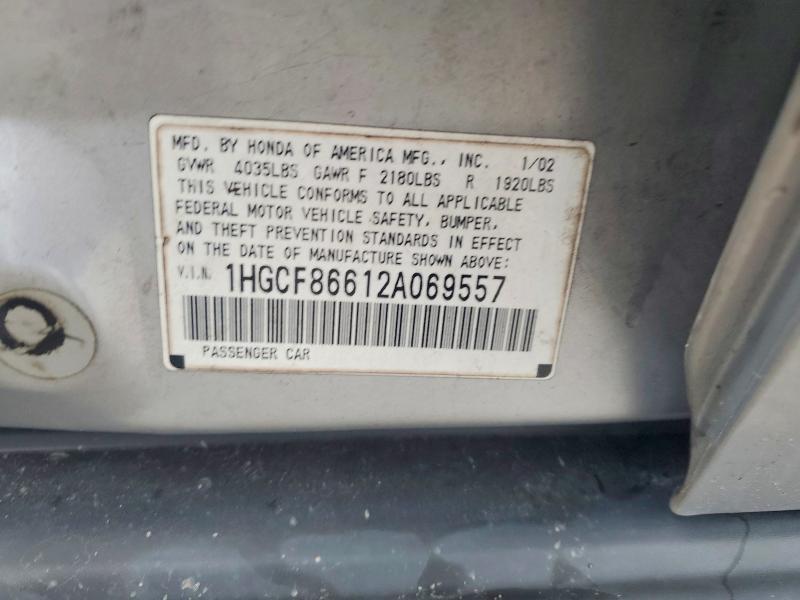 MFD. BY HONDA OF AMERICA MFG., INC. 1/02
GVWR 4035LBS GAWR F 2180LBS R 1920LBS
THIS VEHICLE CONFORMS TO ALL APPLICABLE
FEDERAL MOTOR VEHICLE SAFETY, BUMPER,
AND THEFT PREVENTION STANDARDS IN EFFECT
ON THE DATE OF MANUFACTURE SHOWN ABOVE:
V.I.N. 1HGCF86612A069557
PASSENGER CAR